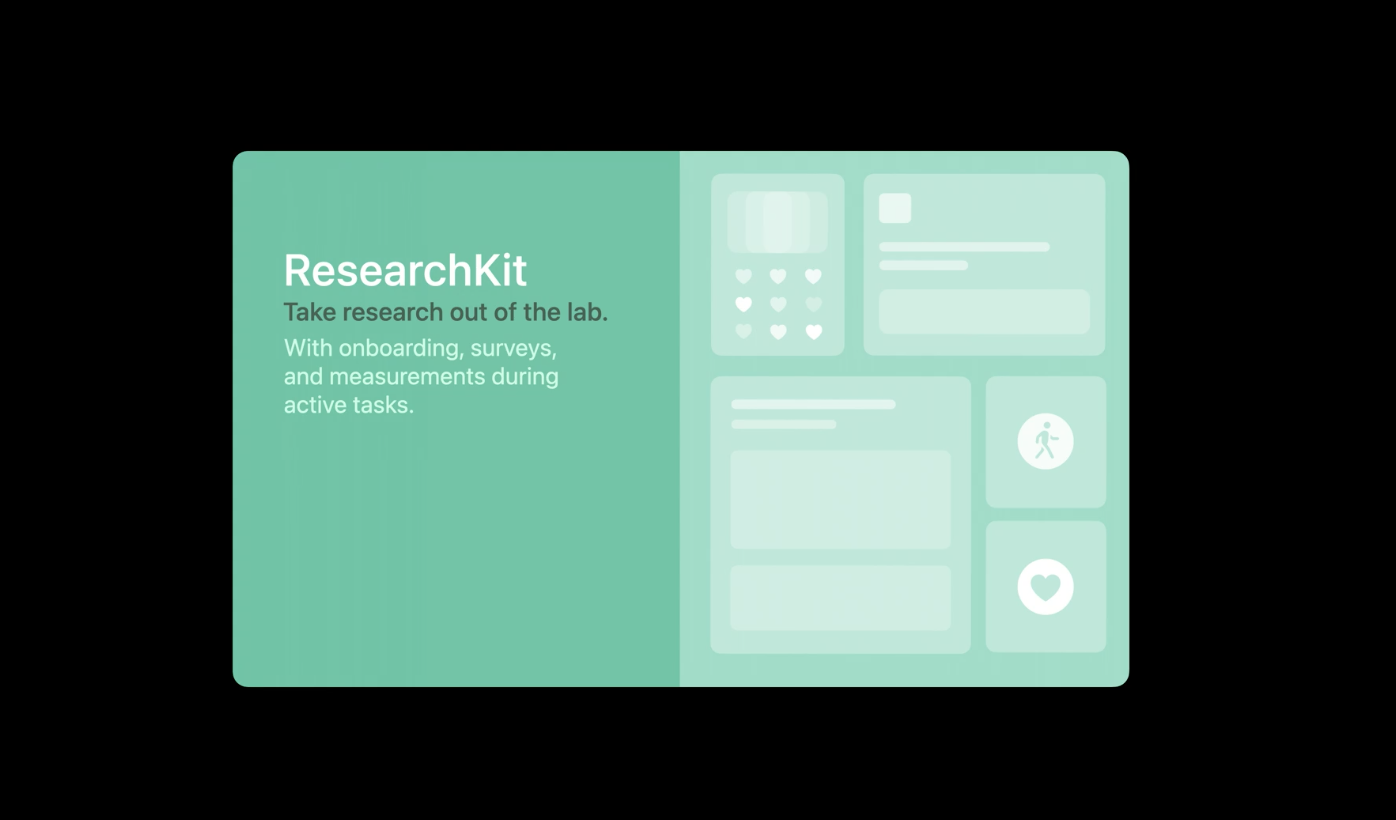 ResearchKit
Take research out of the lab.
With onboarding, surveys,
and measurements during
active tasks.